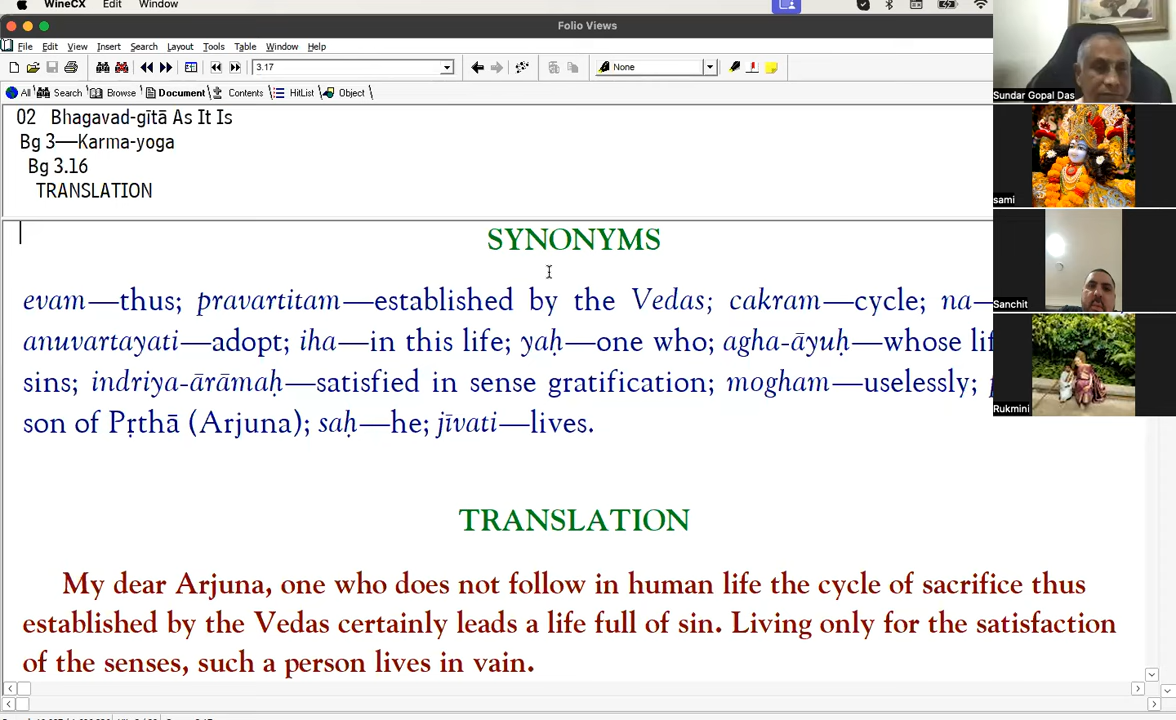 WineCX Edit Window
Folio Views
File Edit View Insert Search Layout Tools Table Window Help
3.17
None
All Search Browse Document Contents HitList Object
02 Bhagavad-gītā As It Is
Bg 3—Karma-yoga
Bg 3.16
TRANSLATION
SYNONYMS
evam—thus; pravartitam—established by the Vedas; cakram—cycle; na—
anuvartayati—adopt; iha—in this life; yaḥ—one who; agha-āyuḥ—whose lif
sins; indriya-ārāmaḥ—satisfied in sense gratification; mogham—uselessly;
son of Pṛthā (Arjuna); saḥ—he; jīvati—lives.
TRANSLATION
My dear Arjuna, one who does not follow in human life the cycle of sacrifice thus
established by the Vedas certainly leads a life full of sin. Living only for the satisfaction
of the senses, such a person lives in vain.
Sundar Gopal Das
sami
Sanchit
Rukmini